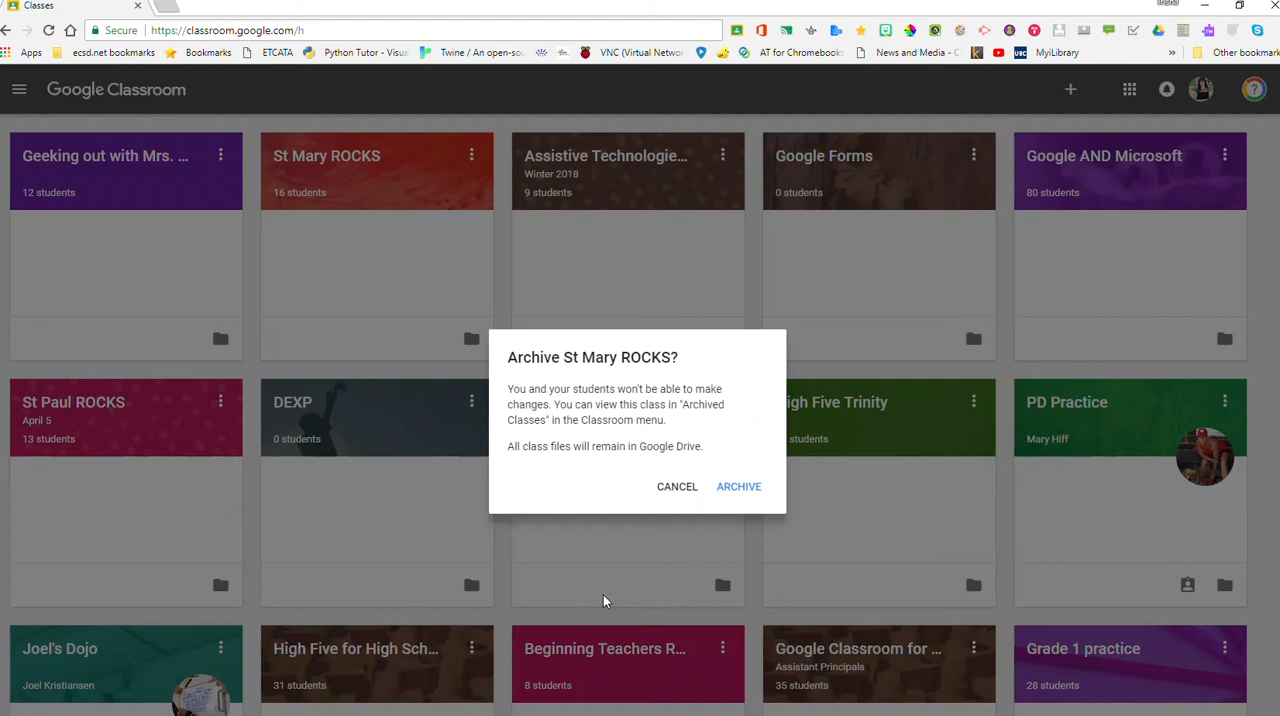 Classes
Insha
Secure https://classroom.google.com/h
Apps ecsd.net bookmarks Bookmarks ETCATA Python Tutor - Visua Twine / An open-so VNC (Virtual Netwo AT for Chromebooks News and Media - C UBC MyLibrary » Other bookmar
Google Classroom
Geeking out with Mrs. ...
12 students
St Mary ROCKS
16 students
Assistive Technologie...
Winter 2018
9 students
Google Forms
0 students
Google AND Microsoft
80 students
Archive St Mary ROCKS?
You and your students won't be able to make
changes. You can view this class in "Archived
Classes" in the Classroom menu.
All class files will remain in Google Drive.
CANCEL ARCHIVE
St Paul ROCKS
April 5
13 students
DEXP
0 students
igh Five Trinity
students
PD Practice
Mary Hiff
Joel's Dojo
Joel Kristiansen
High Five for High Sch...
31 students
Beginning Teachers R...
8 students
Google Classroom for ...
Assistant Principals
35 students
Grade 1 practice
28 students